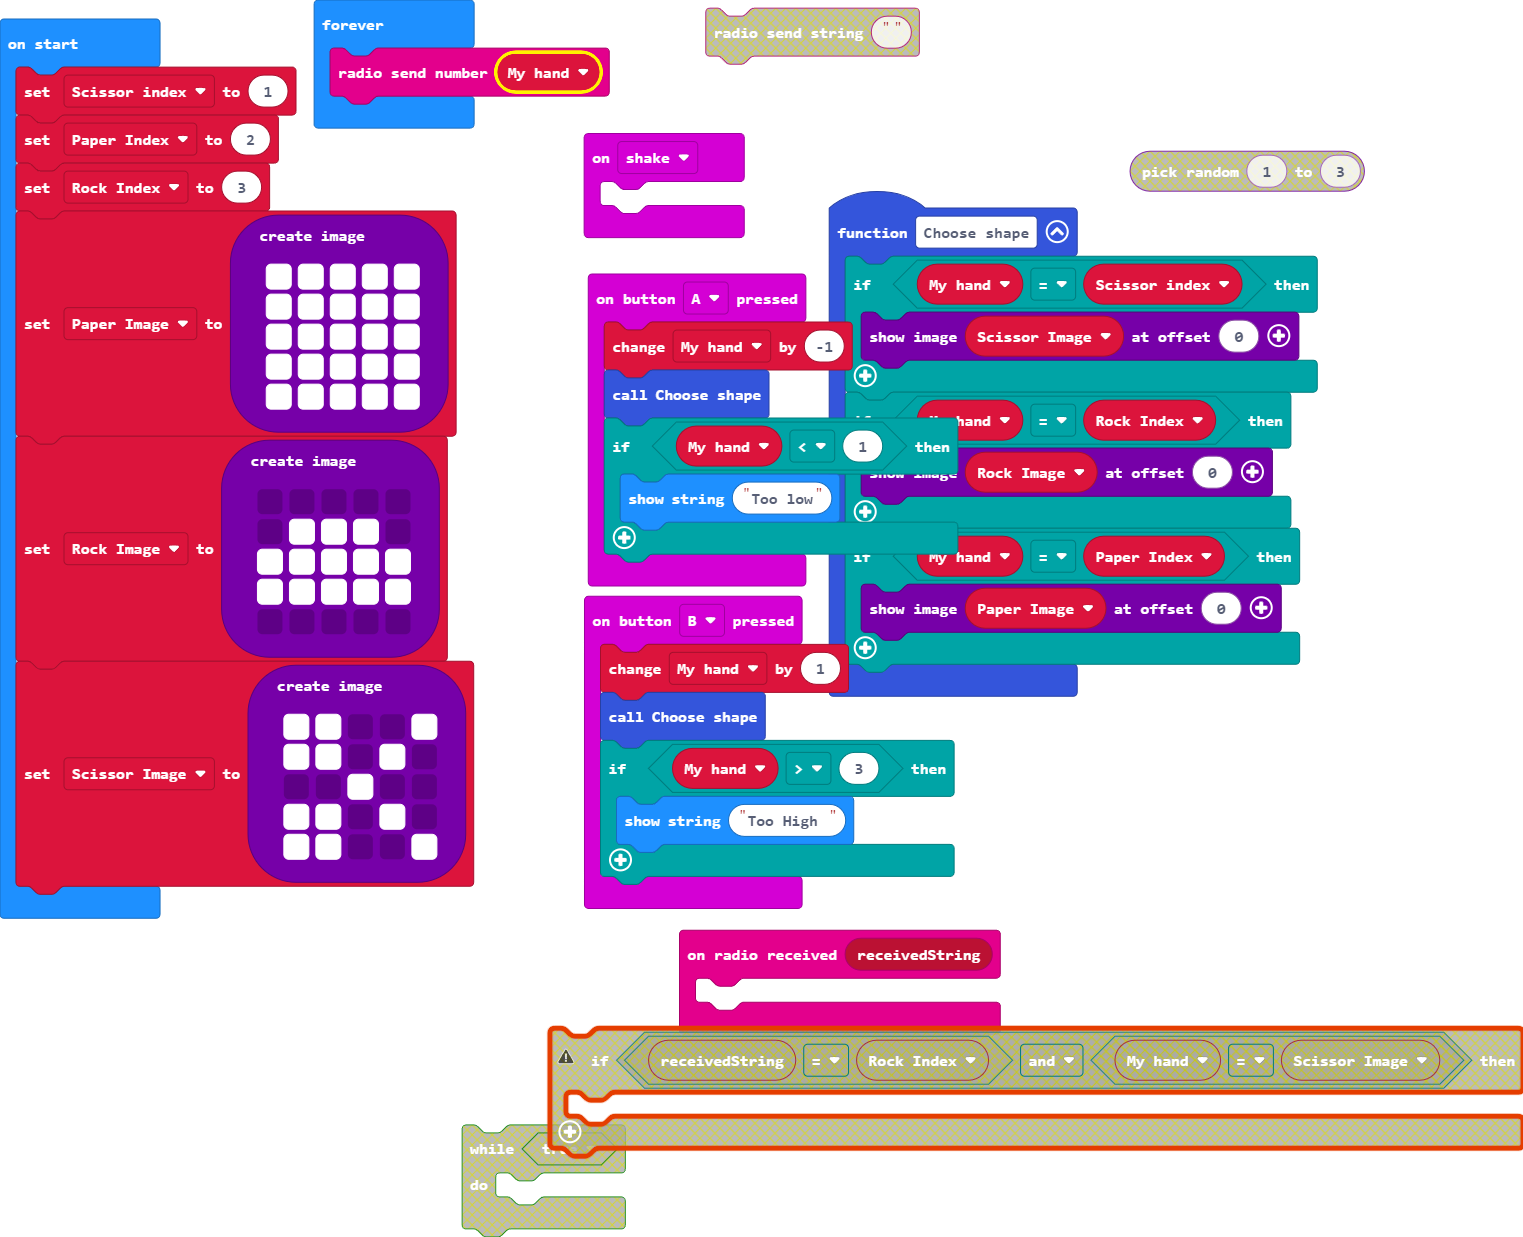 on start
set Scissor index to 1
set Paper Index to 2
set Rock Index to 3
set Paper Image to
create image
set Rock Image to
create image
set Scissor Image to
create image
forever
radio send number My hand
radio send string " "
on shake
pick random 1 to 3
function Choose shape
if My hand = Scissor index then
show image Scissor Image at offset 0
hand = Rock Index then
show image Rock Image at offset 0
if My hand = Paper Index then
show image Paper Image at offset 0
on button A pressed
change My hand by -1
call Choose shape
if My hand < 1 then
show string "Too low"
on button B pressed
change My hand by 1
call Choose shape
if My hand > 3 then
show string "Too High "
on radio received receivedString
if receivedString = Rock Index and My hand = Scissor Image then
while
do